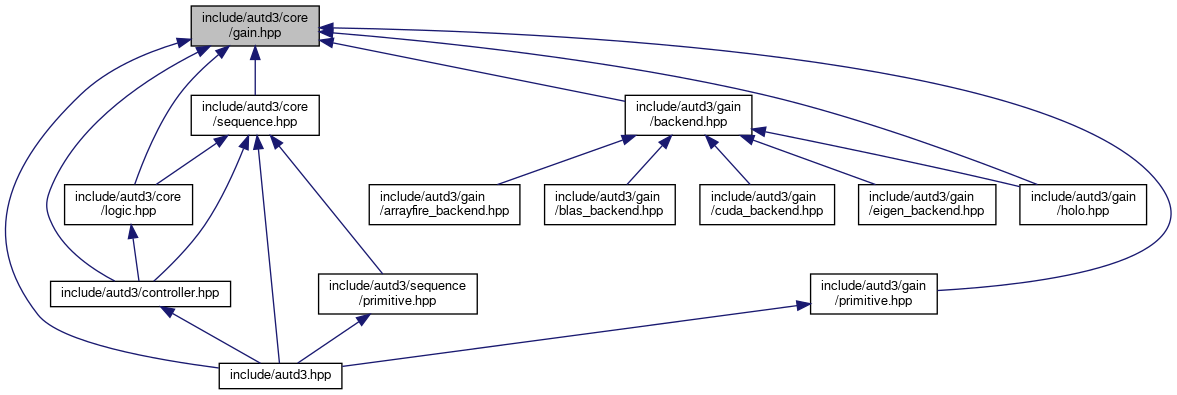 include/autd3/core
/gain.hpp
include/autd3/core
/sequence.hpp
include/autd3/gain
/backend.hpp
include/autd3/core
/logic.hpp
include/autd3/gain
/arrayfire_backend.hpp
include/autd3/gain
/blas_backend.hpp
include/autd3/gain
/cuda_backend.hpp
include/autd3/gain
/eigen_backend.hpp
include/autd3/gain
/holo.hpp
include/autd3/controller.hpp
include/autd3/sequence
/primitive.hpp
include/autd3/gain
/primitive.hpp
include/autd3.hpp